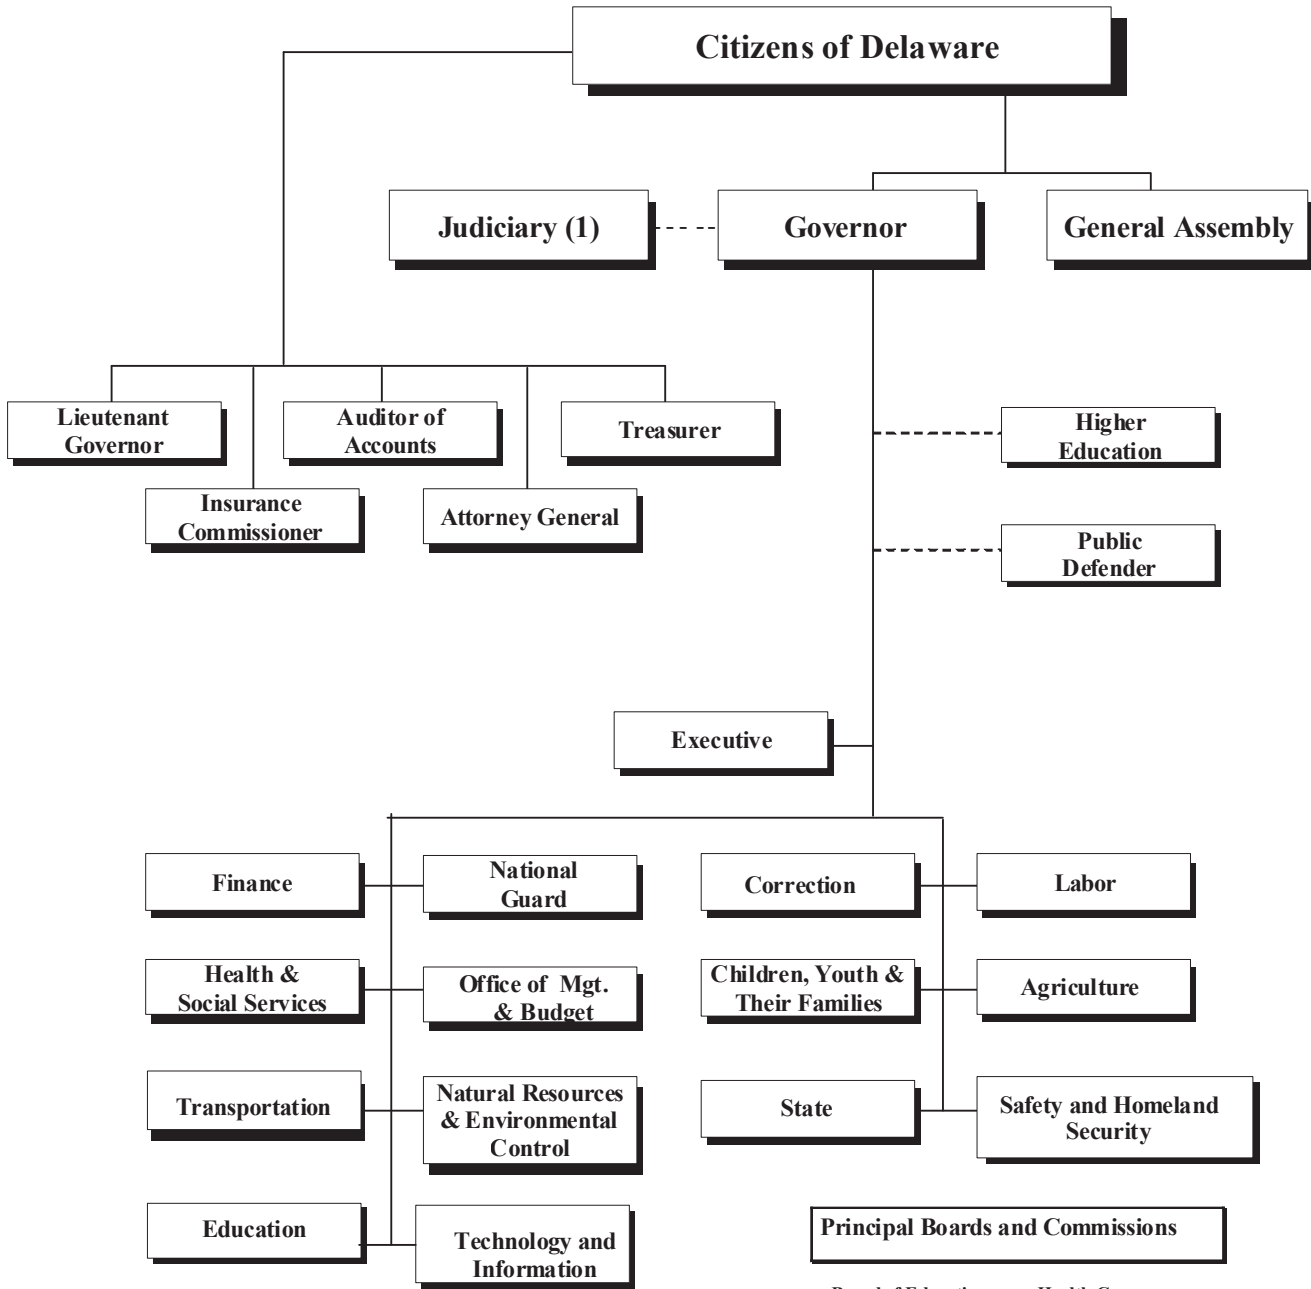 Citizens of Delaware
Judiciary (1)
Governor
General Assembly
Lieutenant
Governor
Auditor of
Accounts
Treasurer
Insurance
Commissioner
Attorney General
Higher
Education
Public
Defender
Executive
Finance
National
Guard
Correction
Labor
Health &
Social Services
Office of Mgt.
& Budget
Children, Youth &
Their Families
Agriculture
Transportation
Natural Resources
& Environmental
Control
State
Safety and Homeland
Security
Education
Technology and
Information
Principal Boards and Commissions